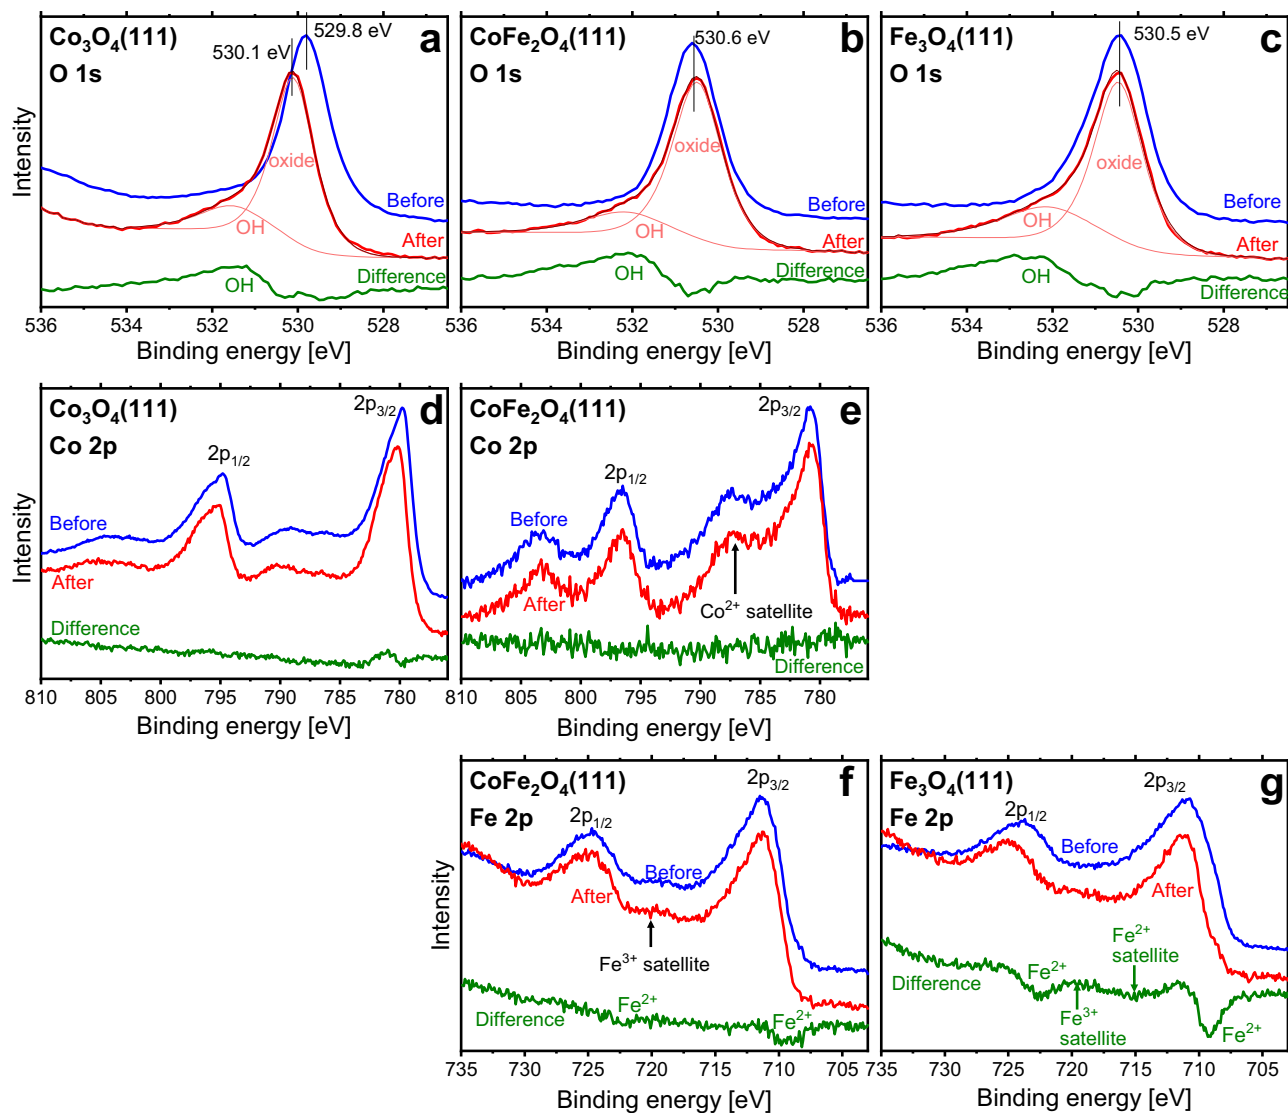 Co₃O₄(111)
O 1s
a
530.1 eV
529.8 eV
oxide
OH
Before
After
Difference
OH
Intensity
536 534 532 530 528
Binding energy [eV]
CoFe₂O₄(111)
O 1s
b
530.6 eV
oxide
OH
Before
After
Difference
OH
536 534 532 530 528
Binding energy [eV]
Fe₃O₄(111)
O 1s
c
530.5 eV
oxide
OH
Before
After
Difference
OH
536 534 532 530 528
Binding energy [eV]
Co₃O₄(111)
Co 2p
d
2p₃/₂
2p₁/₂
Before
After
Difference
Intensity
810 805 800 795 790 785 780
Binding energy [eV]
CoFe₂O₄(111)
Co 2p
e
2p₃/₂
2p₁/₂
Before
After
Co²⁺ satellite
Difference
810 805 800 795 790 785 780
Binding energy [eV]
CoFe₂O₄(111)
Fe 2p
f
2p₃/₂
2p₁/₂
Before
After
Fe³⁺ satellite
Fe²⁺
Fe²⁺
Difference
Intensity
735 730 725 720 715 710 705
Binding energy [eV]
Fe₃O₄(111)
Fe 2p
g
2p₃/₂
2p₁/₂
Before
After
Fe²⁺
satellite
Fe²⁺
Difference
Fe³⁺
satellite
Fe²⁺
735 730 725 720 715 710 705
Binding energy [eV]